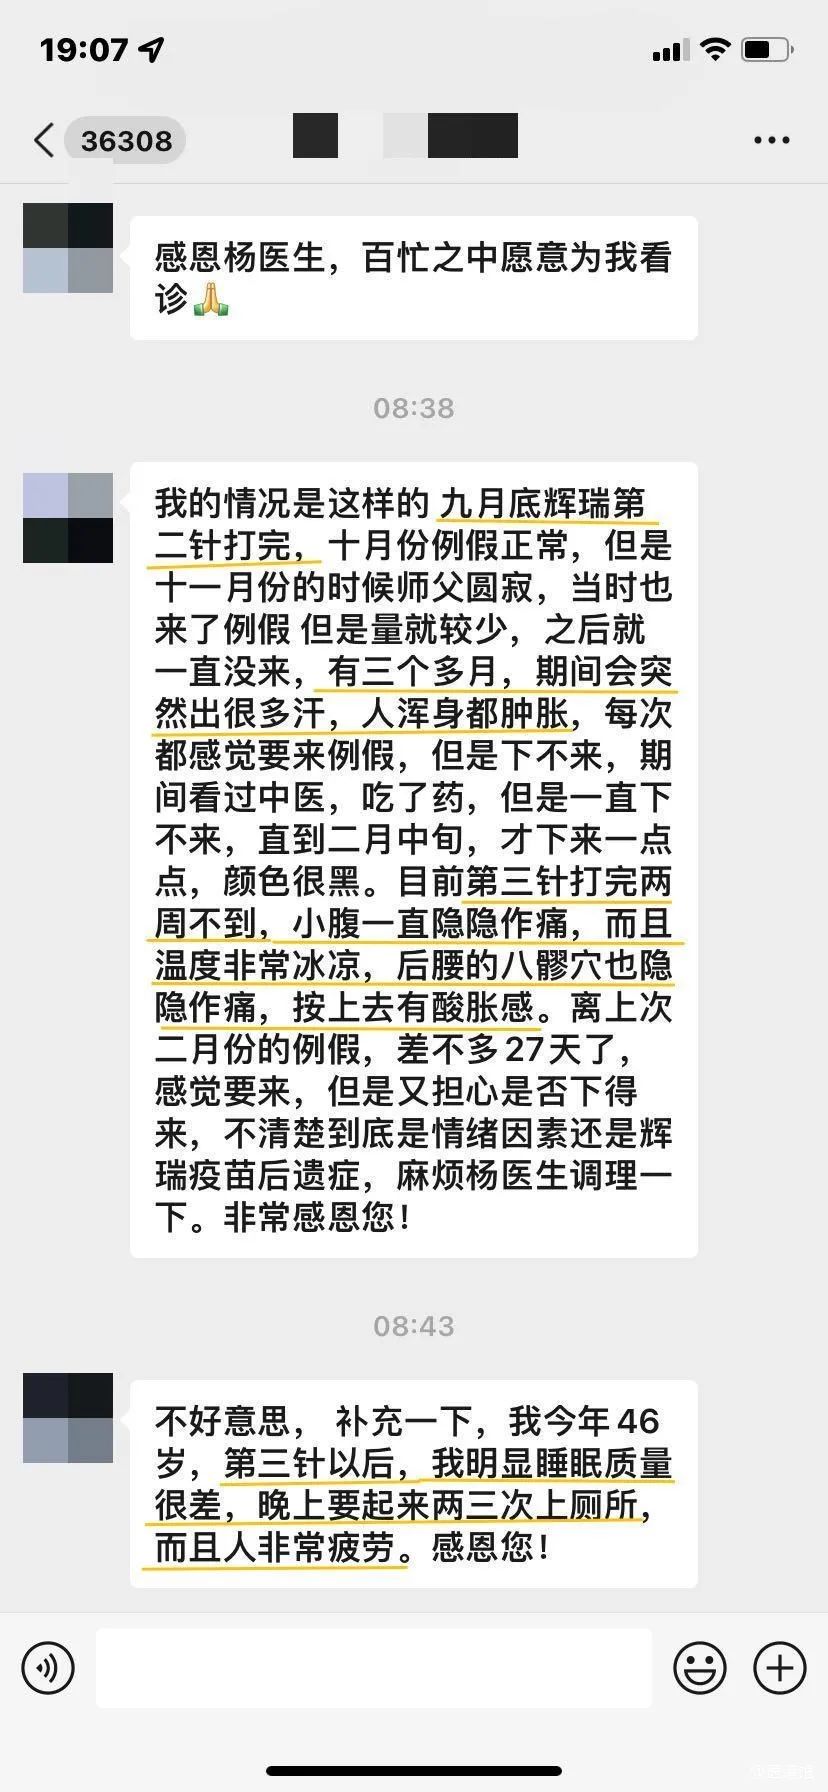 19:07
36308
感恩杨医生，百忙之中愿意为我看
诊🙏
08:38
我的情况是这样的 九月底辉瑞第
二针打完，十月份例假正常，但是
十一月份的时候师父圆寂，当时也
来了例假 但是量就较少，之后就
一直没来，有三个多月，期间会突
然出很多汗，人浑身都肿胀，每次
都感觉要来例假，但是下不来，期
间看过中医，吃了药，但是一直下
不来，直到二月中旬，才下来一点
点，颜色很黑。目前第三针打完两
周不到，小腹一直隐隐作痛，而且
温度非常冰凉，后腰的八髎穴也隐
隐作痛，按上去有酸胀感。离上次
二月份的例假，差不多27天了，
感觉要来，但是又担心是否下得
来，不清楚到底是情绪因素还是辉
瑞疫苗后遗症，麻烦杨医生调理一
下。非常感恩您！
08:43
不好意思， 补充一下，我今年46
岁，第三针以后，我明显睡眠质量
很差，晚上要起来两三次上厕所，
而且人非常疲劳。感恩您！